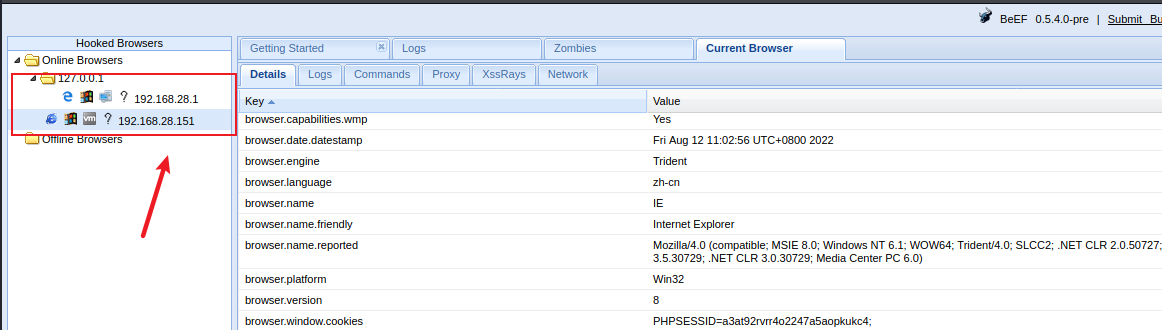 BeEF 0.5.4.0-pre | Submit Bu
Hooked Browsers
Online Browsers
127.0.0.1
? 192.168.28.1
vm ? 192.168.28.151
Offline Browsers
Getting Started Logs Zombies Current Browser
Details Logs Commands Proxy XssRays Network
Key Value
browser.capabilities.wmp Yes
browser.date.datestamp Fri Aug 12 11:02:56 UTC+0800 2022
browser.engine Trident
browser.language zh-cn
browser.name IE
browser.name.friendly Internet Explorer
browser.name.reported Mozilla/4.0 (compatible; MSIE 8.0; Windows NT 6.1; WOW64; Trident/4.0; SLCC2; .NET CLR 2.0.50727;
3.5.30729; .NET CLR 3.0.30729; Media Center PC 6.0)
browser.platform Win32
browser.version 8
browser.window.cookies PHPSESSID=a3at92rvrr4o2247a5aopkukc4;